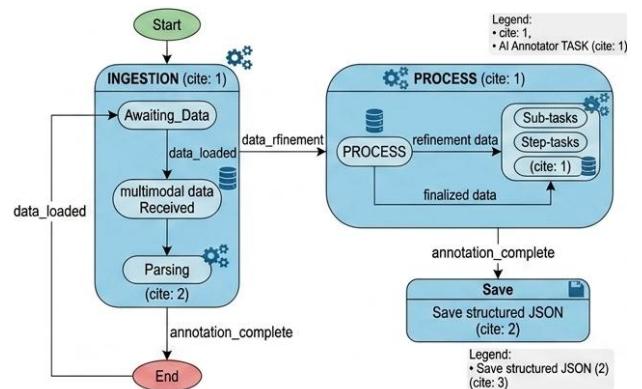 Start
Legend:
• cite: 1,
• AI Annotator TASK (cite: 1)
INGESTION (cite: 1)
Awaiting_Data
data_loaded
multimodal data
Received
Parsing
(cite: 2)
data_loaded
annotation_complete
End
data_rfinement
PROCESS (cite: 1)
PROCESS
refinement data
finalized data
Sub-tasks
Step-tasks
(cite: 1)
annotation_complete
Save
Save structured JSON
(cite: 2)
Legend:
• Save structured JSON (2)
(cite: 3)